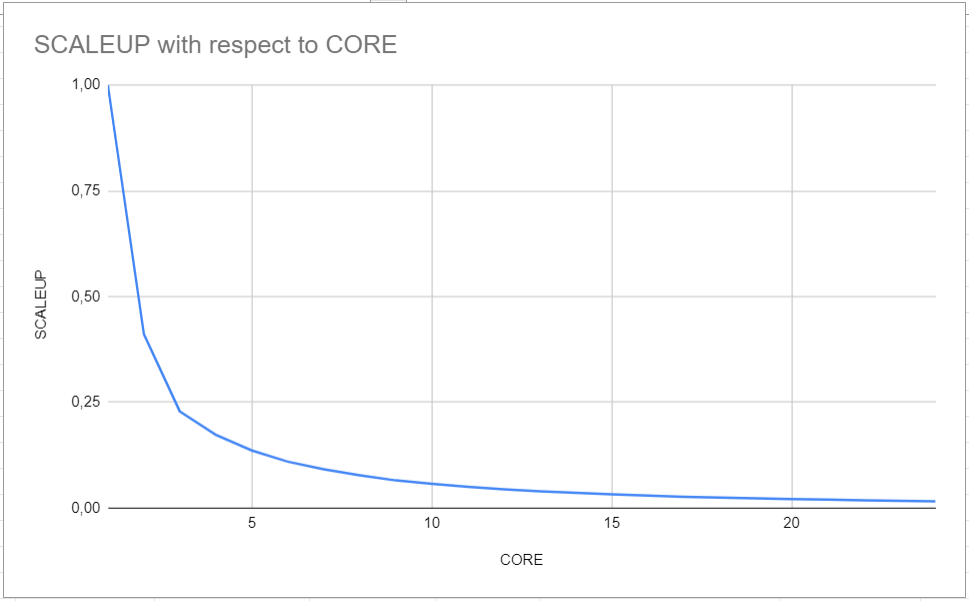 SCALEUP with respect to CORE
1,00
0,75
0,50
0,25
0,00
SCALEUP
5 10 15 20
CORE